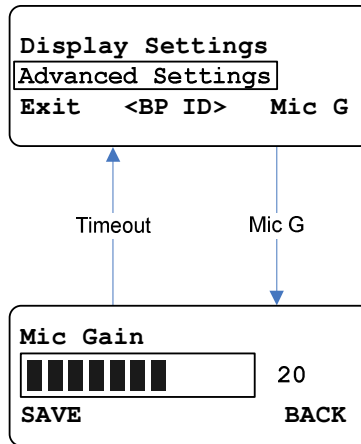 Display Settings
Advanced Settings
Exit <BP ID> Mic G
Timeout Mic G
Mic Gain
20
SAVE BACK